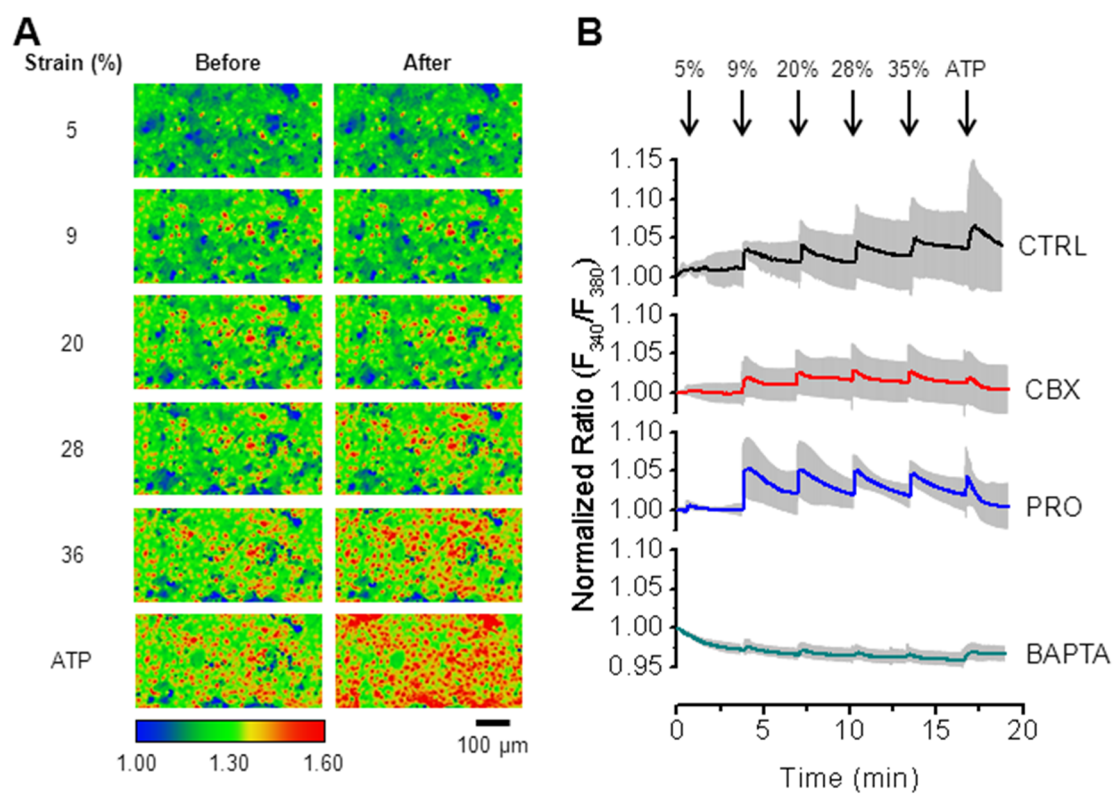 A
Strain (%) Before After
5
9
20
28
36
ATP
1.00 1.30 1.60
100 µm
B
5% 9% 20% 28% 35% ATP
Normalized Ratio (F340/F380)
1.15
1.10
1.05
1.00
CTRL
1.10
1.05
1.00
CBX
1.10
1.05
1.00
PRO
1.10
1.05
1.00
0.95
BAPTA
0 5 10 15 20
Time (min)